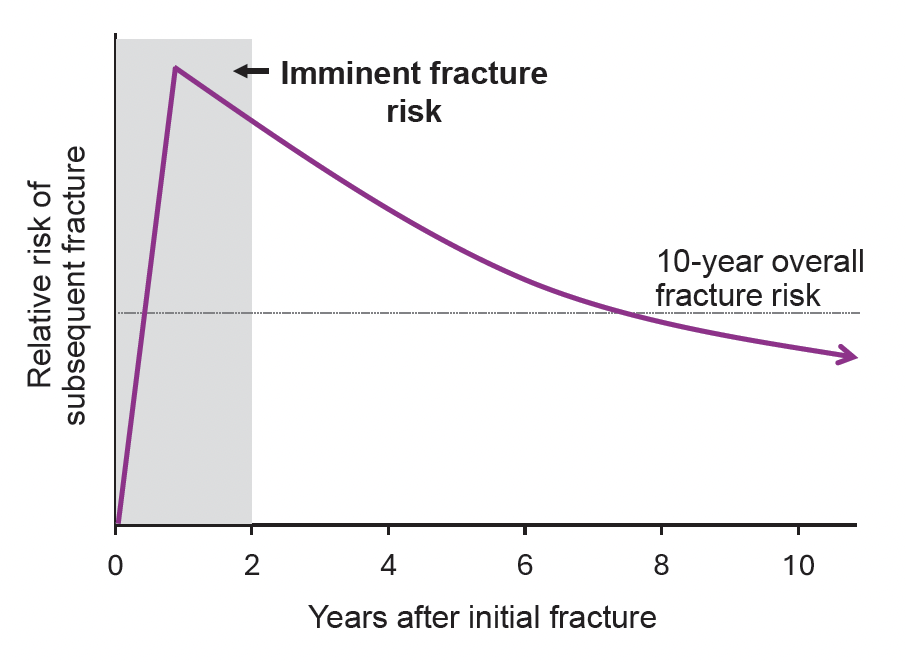 Imminent fracture
risk
Relative risk of
subsequent fracture
10-year overall
fracture risk
0 2 4 6 8 10
Years after initial fracture